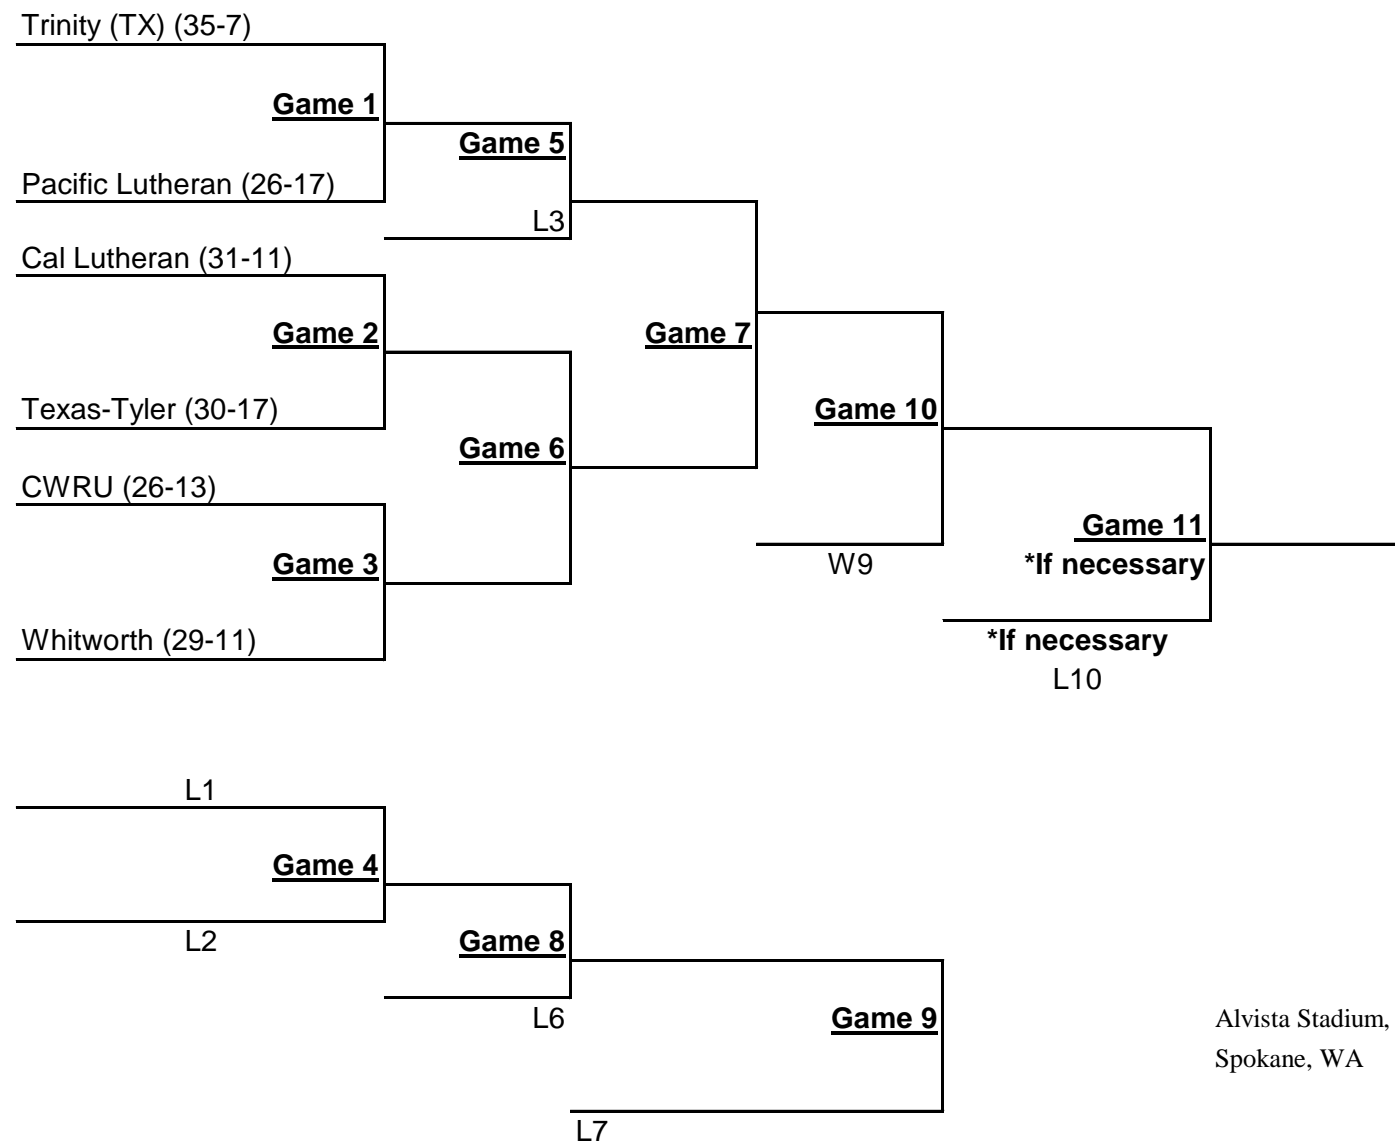 Trinity (TX) (35-7)
Game 1
Game 5
Pacific Lutheran (26-17)
L3
Cal Lutheran (31-11)
Game 2
Game 7
Texas-Tyler (30-17)
Game 10
Game 6
CWRU (26-13)
Game 11
Game 3
W9
*If necessary
Whitworth (29-11)
*If necessary
L10
L1
Game 4
L2
Game 8
L6
Game 9
Alvista Stadium,
Spokane, WA
L7